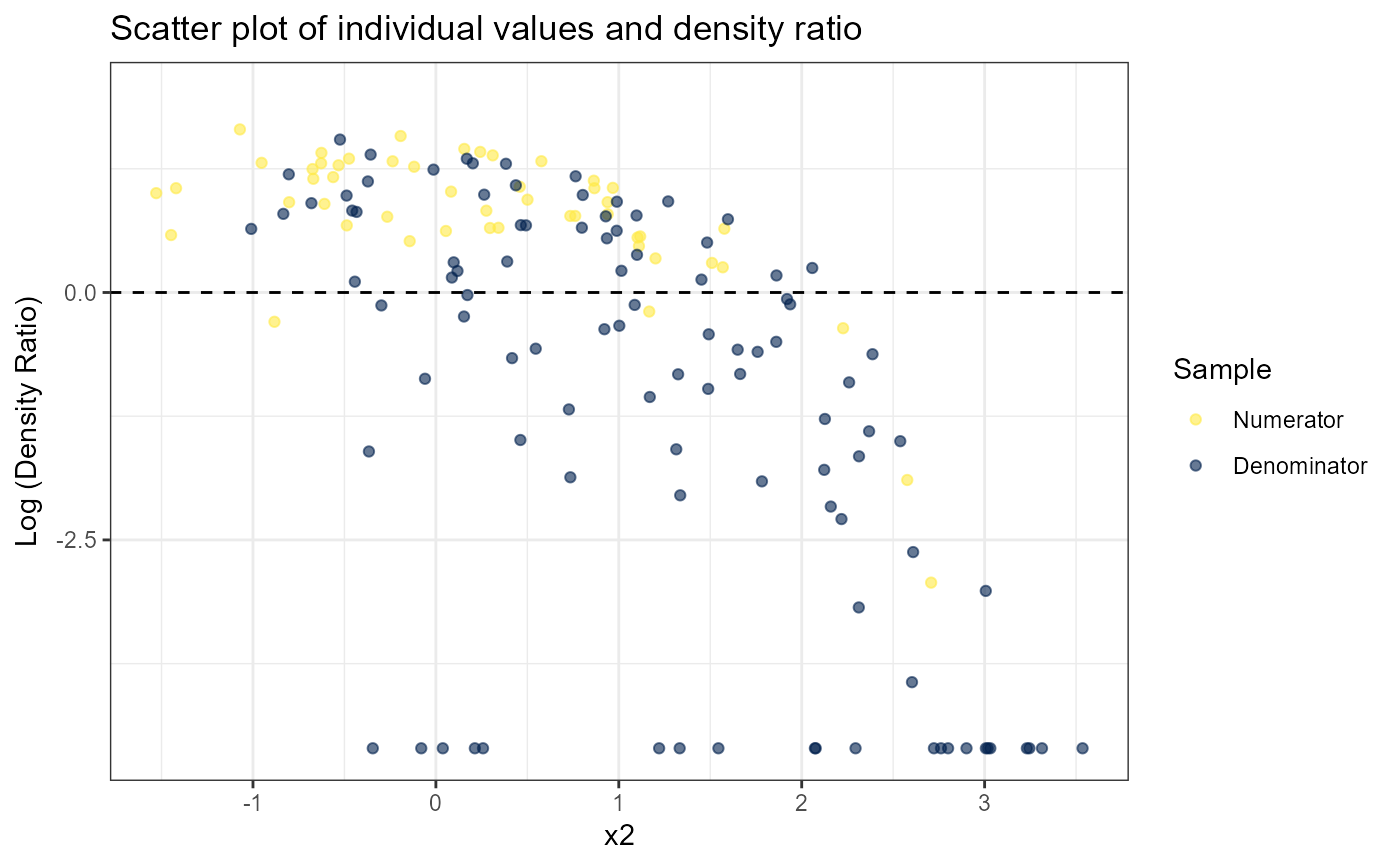 Scatter plot of individual values and density ratio
Log (Density Ratio)
0.0
-2.5
-1
0
1
2
3
x2
Sample
Numerator
Denominator